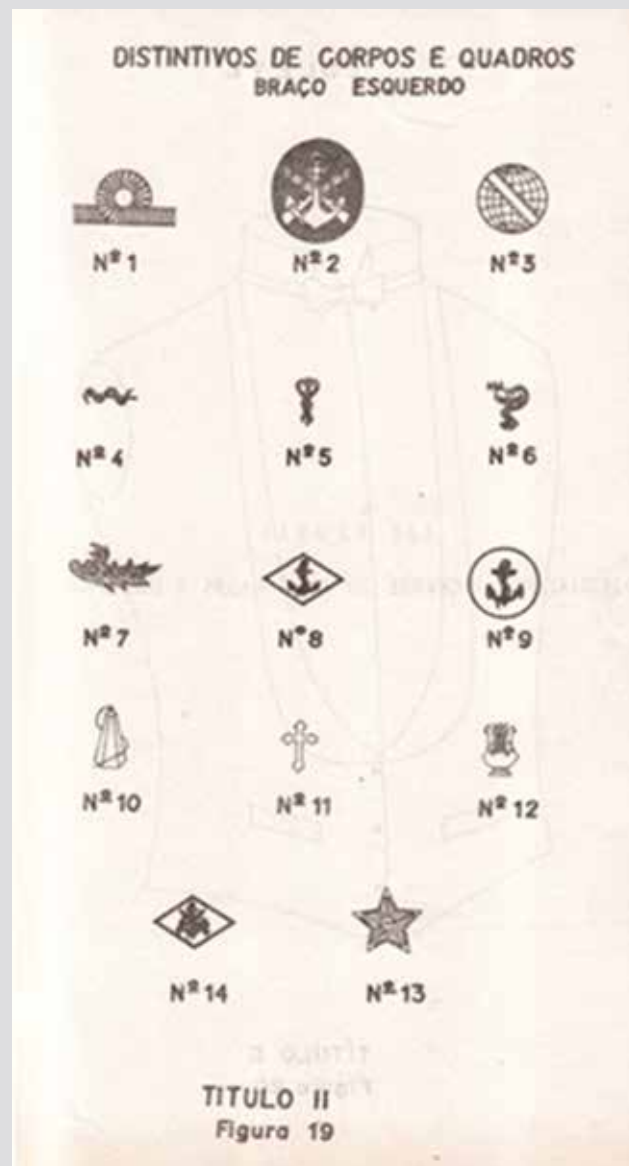 DISTINTIVOS DE CORPOS E QUADROS
BRAÇO ESQUERDO
Nº 1
Nº 2
Nº 3
Nº 4
Nº 5
Nº 6
Nº 7
Nº 8
Nº 9
Nº 10
Nº 11
Nº 12
Nº 14
Nº 13
TITULO II
Figura 19